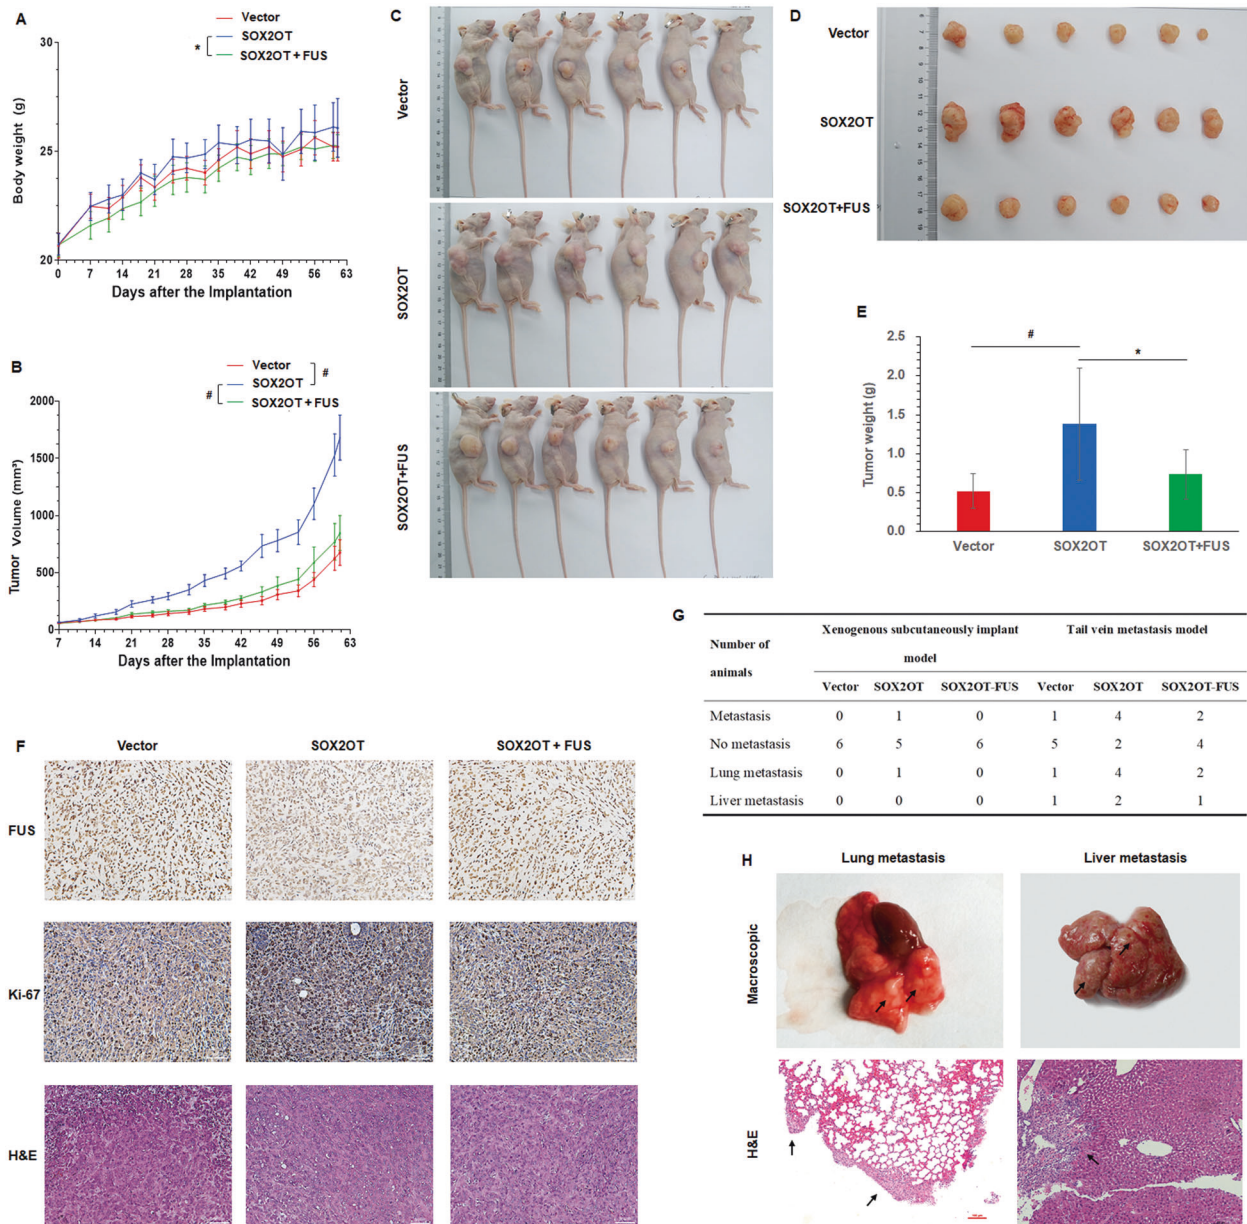 A
Vector
SOX2OT
SOX2OT + FUS
*
30
25
20
Body weight (g)
0 7 14 21 28 35 42 49 56 63
Days after the Implantation
B
Vector
SOX2OT
SOX2OT + FUS
#
#
2000
1500
1000
500
0
Tumor Volume (mm³)
7 14 21 28 35 42 49 56 63
Days after the Implantation
C
Vector
SOX2OT
SOX2OT+FUS
D
Vector
SOX2OT
SOX2OT+FUS
E
2.5
2.0
1.5
1.0
0.5
0.0
Tumor weight (g)
#
*
Vector SOX2OT SOX2OT+FUS
F
Vector SOX2OT SOX2OT + FUS
FUS
Ki-67
H&E
G
Number of animals
Xenogenous subcutaneously implant model
Tail vein metastasis model
Vector SOX2OT SOX2OT-FUS Vector SOX2OT SOX2OT-FUS
Metastasis 0 1 0 1 4 2
No metastasis 6 5 6 5 2 4
Lung metastasis 0 1 0 1 4 2
Liver metastasis 0 0 0 1 2 1
H
Lung metastasis Liver metastasis
Macroscopic
H&E